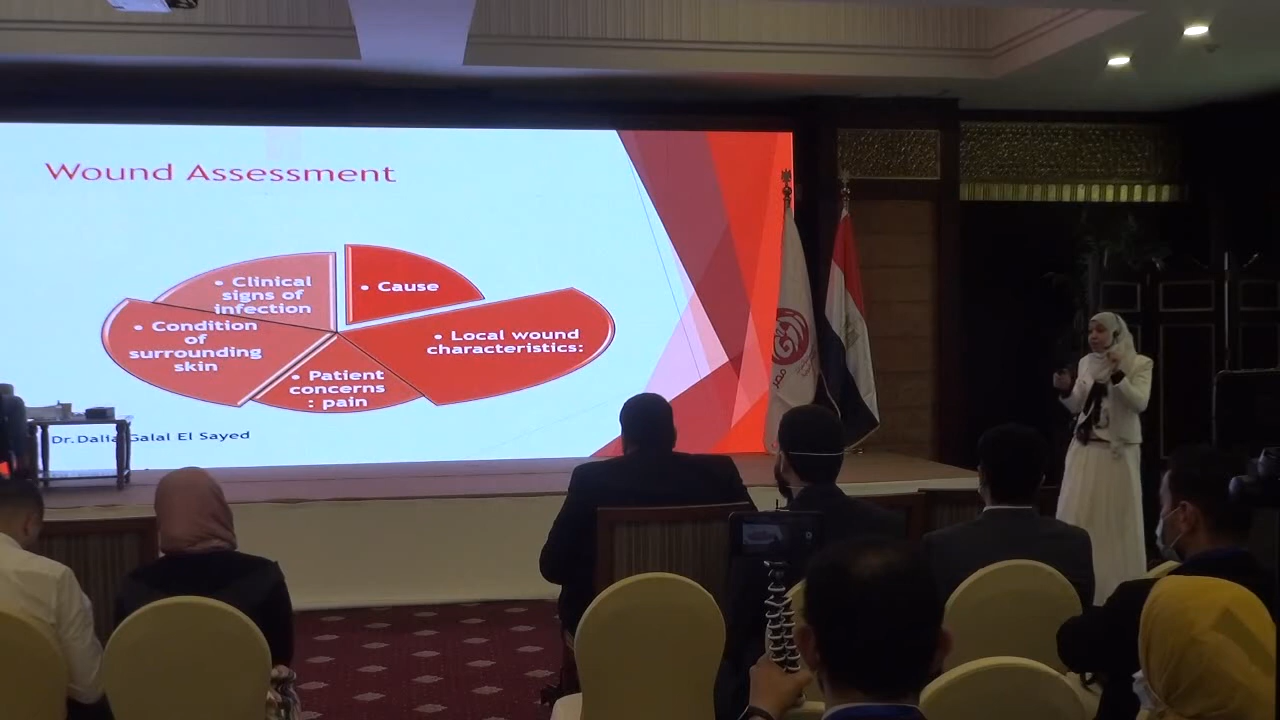 Wound Assessment
• Clinical
signs of
infection
• Cause
• Condition
of
surrounding
skin
• Local wound
characteristics:
• Patient
concerns
: pain
Dr.Dalia Galal El Sayed
مصر